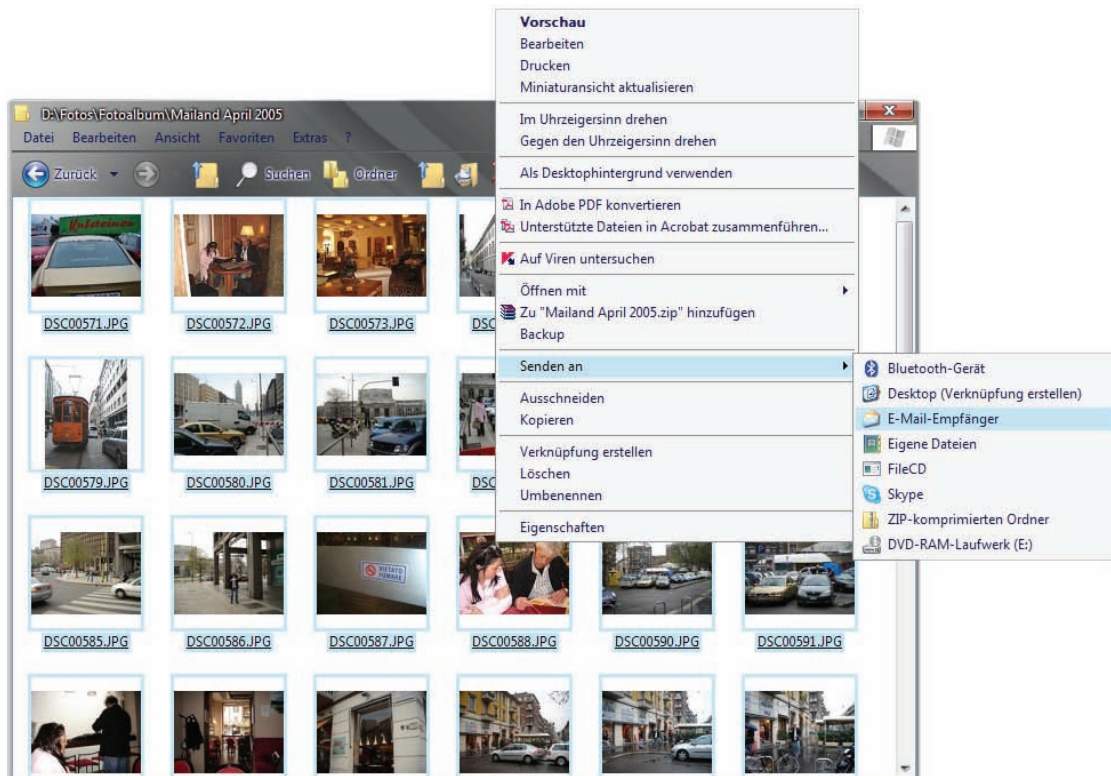 Vorschau
Bearbeiten
Drucken
Miniaturansicht aktualisieren
Im Uhrzeigersinn drehen
Gegen den Uhrzeigersinn drehen
Als Desktophintergrund verwenden
In Adobe PDF konvertieren
Unterstützte Dateien in Acrobat zusammenführen...
Auf Viren untersuchen
Öffnen mit
Zu "Mailand April 2005.zip" hinzufügen
Backup
Senden an
Ausschneiden
Kopieren
Verknüpfung erstellen
Löschen
Umbenennen
Eigenschaften
Bluetooth-Gerät
Desktop (Verknüpfung erstellen)
E-Mail-Empfänger
Eigene Dateien
FileCD
Skype
ZIP-komprimierten Ordner
DVD-RAM-Laufwerk (E:)
D:\Fotos\Fotoalbum\Mailand April 2005
Datei Bearbeiten Ansicht Favoriten Extras ?
Zurück Suchen Ordner
DSC00571.JPG DSC00572.JPG DSC00573.JPG DSC
DSC00579.JPG DSC00580.JPG DSC00581.JPG DSC
VIETATO
FUMARE
DSC00585.JPG DSC00586.JPG DSC00587.JPG DSC00588.JPG DSC00590.JPG DSC00591.JPG